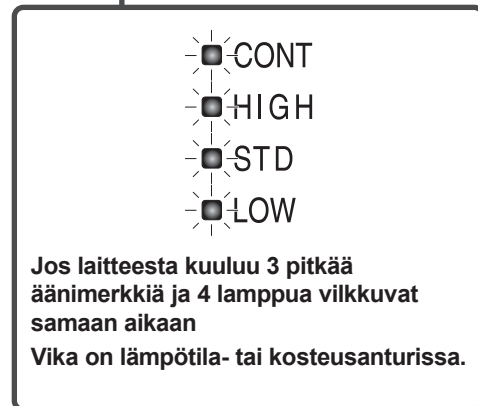 CONT
HIGH
STD
LOW
Jos laitteesta kuuluu 3 pitkää
äänimerkkiä ja 4 lamppua vilkkuvat
samaan aikaan
Vika on lämpötila- tai kosteusanturissa.